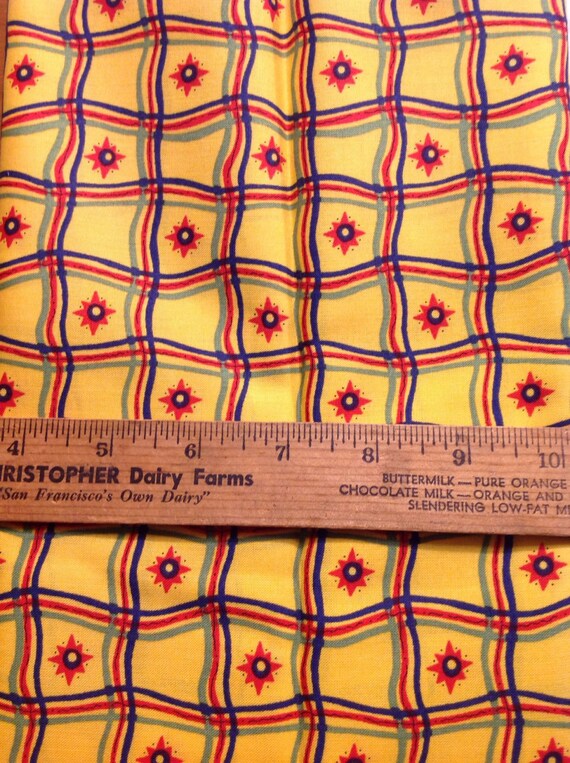 4 5 6 7 8 9 10
RISTOPHER Dairy Farms
"San Francisco's Own Dairy"
BUTTERMILK — PURE ORANGE
CHOCOLATE MILK — ORANGE AND
SLENDERING LOW-FAT M